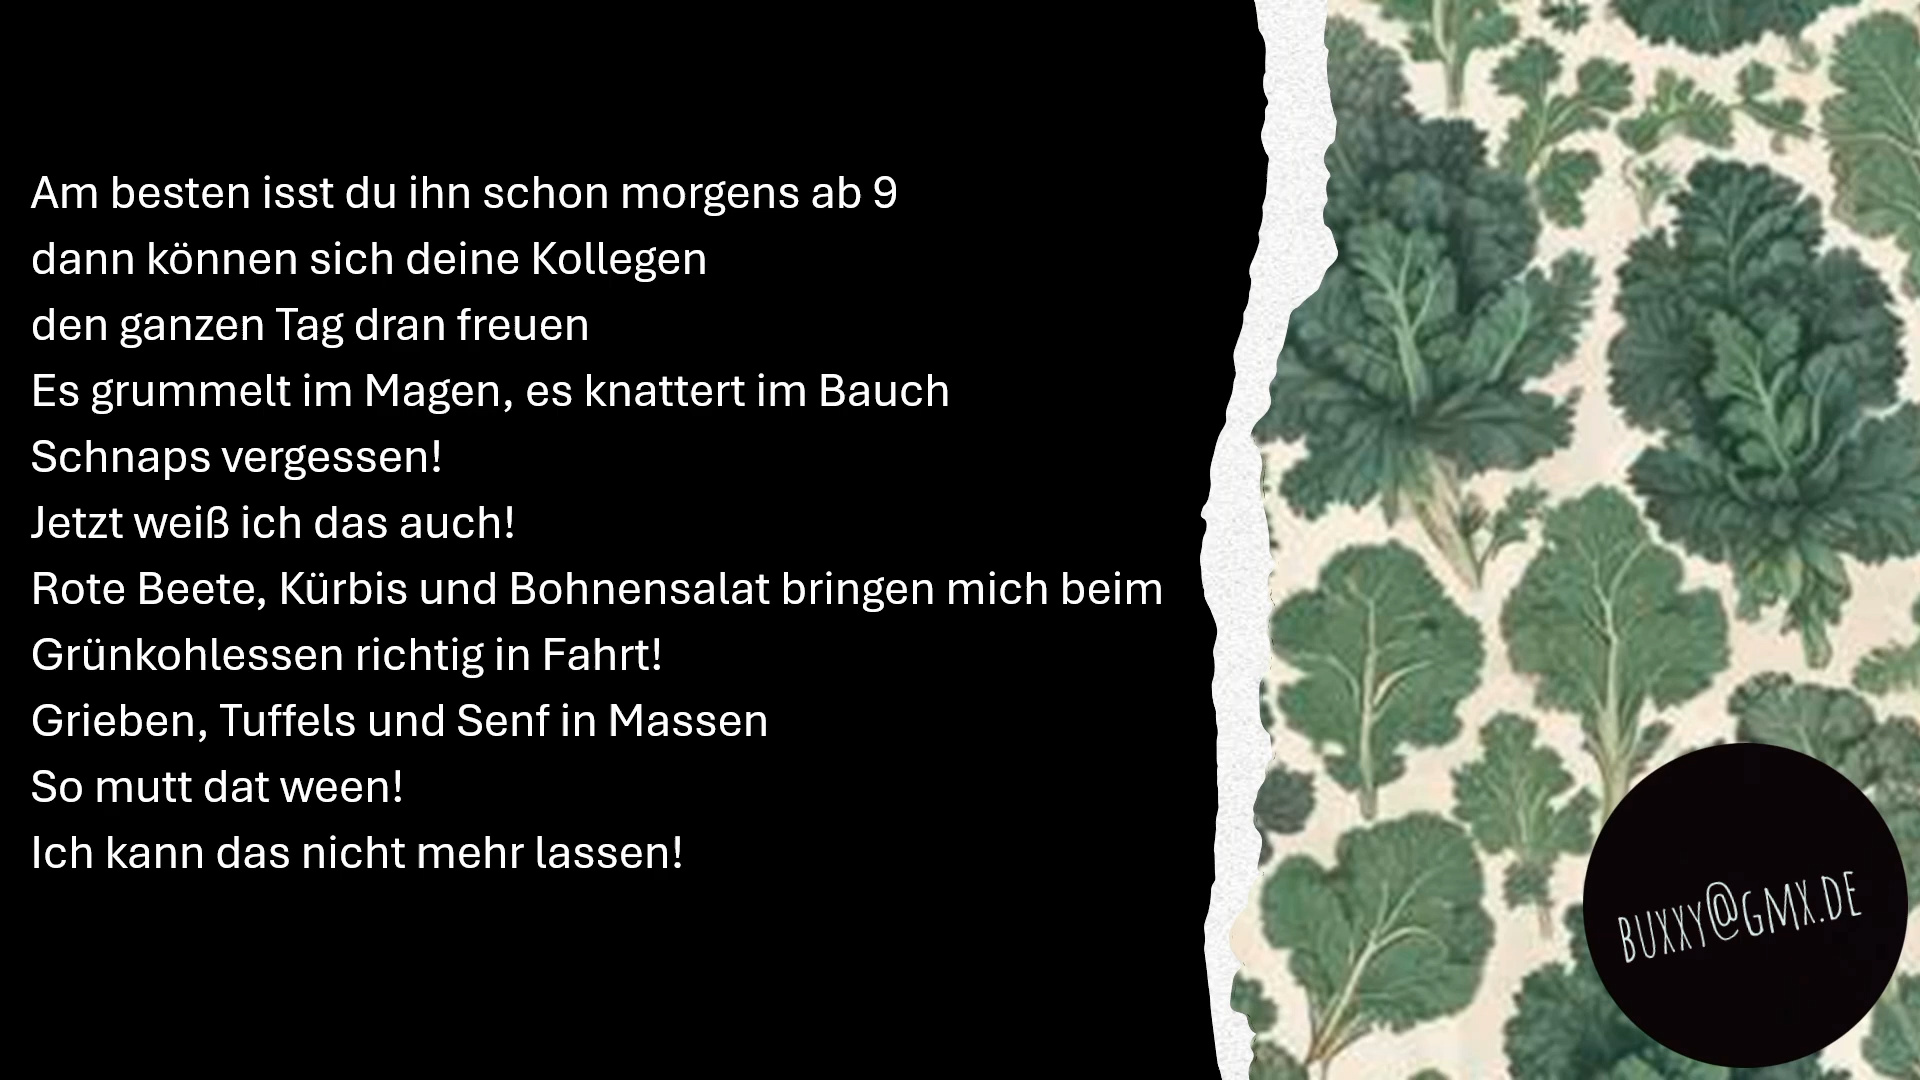 Am besten isst du ihn schon morgens ab 9
dann können sich deine Kollegen
den ganzen Tag dran freuen
Es grummelt im Magen, es knattert im Bauch
Schnaps vergessen!
Jetzt weiß ich das auch!
Rote Beete, Kürbis und Bohnensalat bringen mich beim
Grünkohlessen richtig in Fahrt!
Grieben, Tuffels und Senf in Massen
So mutt dat ween!
Ich kann das nicht mehr lassen!
BUXXY@GMX.DE